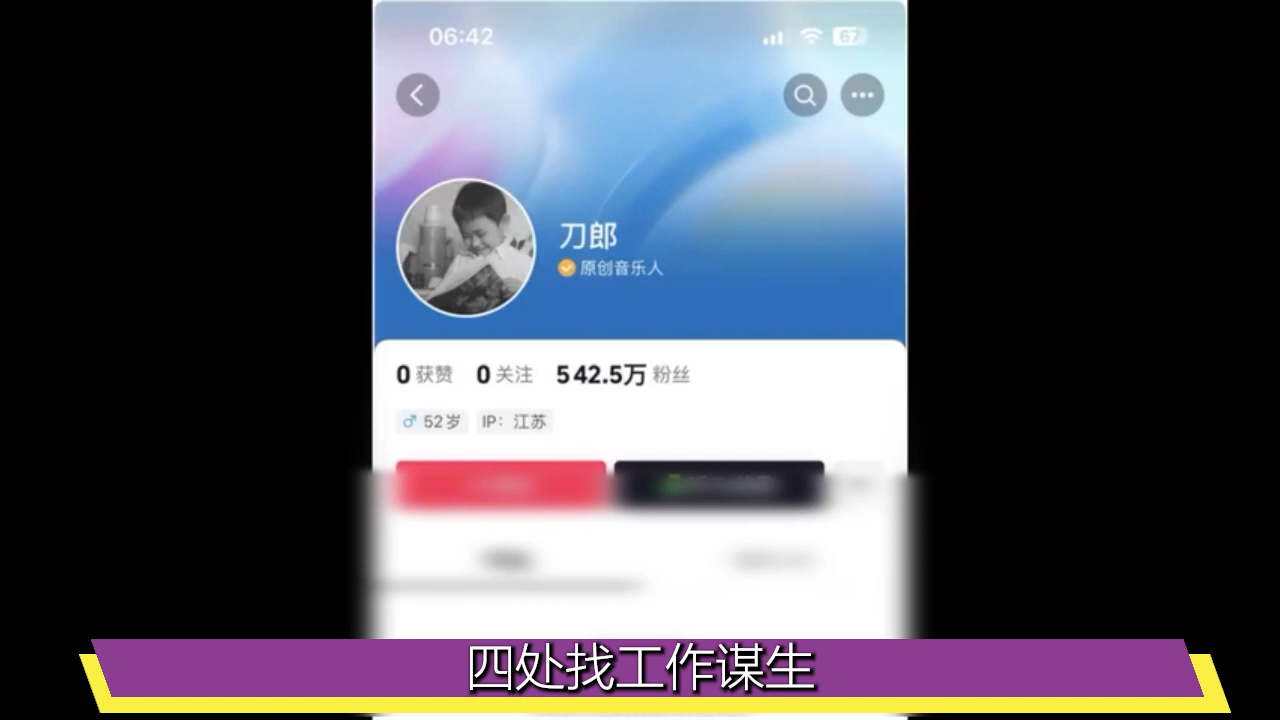 06:42
67
刀郎
原创音乐人
0 获赞 0 关注 542.5万 粉丝
♂ 52岁 IP: 江苏
四处找工作谋生